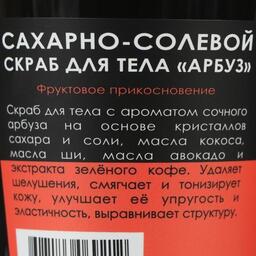 САХАРНО-СОЛЕВОЙ
СКРАБ ДЛЯ ТЕЛА «АРБУЗ»
Фруктовое прикосновение
Скраб для тела с ароматом сочного
арбуза на основе кристаллов
сахара и соли, масла кокоса,
масла ши, масла авокадо и
экстракта зелёного кофе. Удаляет
шелушения, смягчает и тонизирует
кожу, улучшает её упругость и
эластичность, выравнивает структуру.